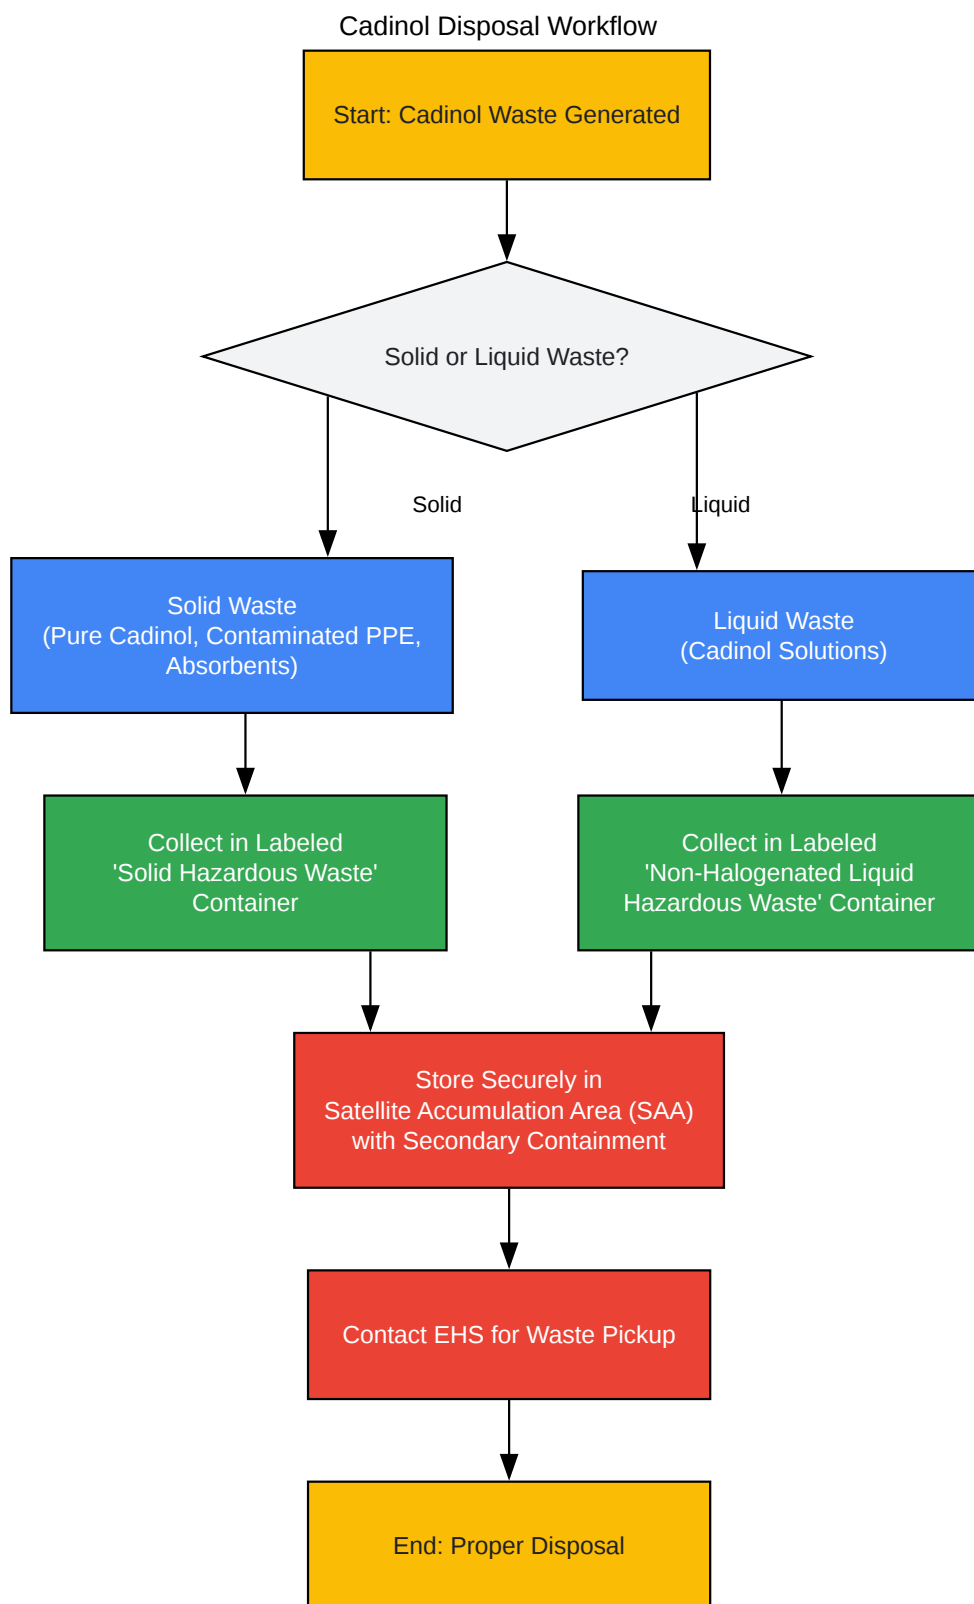 Cadinol Disposal Workflow
Start: Cadinol Waste Generated
Solid or Liquid Waste?
Solid
Liquid
Solid Waste
(Pure Cadinol, Contaminated PPE,
Absorbents)
Liquid Waste
(Cadinol Solutions)
Collect in Labeled
'Solid Hazardous Waste'
Container
Collect in Labeled
'Non-Halogenated Liquid
Hazardous Waste' Container
Store Securely in
Satellite Accumulation Area (SAA)
with Secondary Containment
Contact EHS for Waste Pickup
End: Proper Disposal